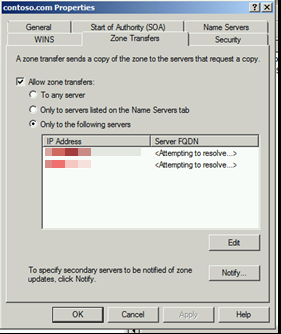 contoso.com Properties
General
Start of Authority (SOA)
Name Servers
WINS
Zone Transfers
Security
A zone transfer sends a copy of the zone to the servers that request a copy.
Allow zone transfers:
To any server
Only to servers listed on the Name Servers tab
Only to the following servers
IP Address
Server FQDN
<Attempting to resolve...>
<Attempting to resolve...>
Edit
To specify secondary servers to be notified of zone
updates, click Notify.
Notify...
OK
Cancel
Apply
Help